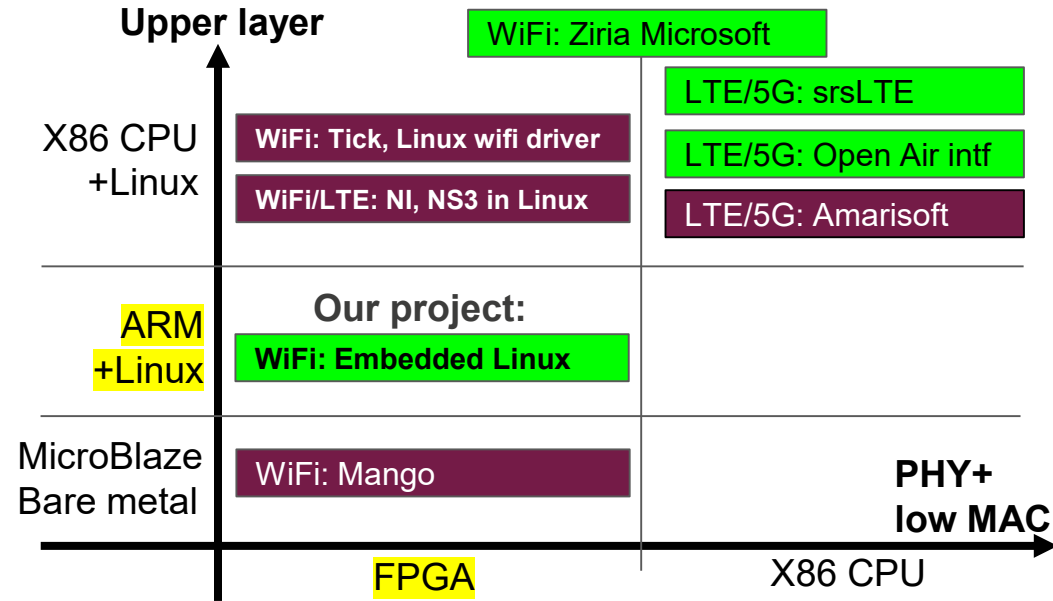 Upper layer
WiFi: Ziria Microsoft
LTE/5G: srsLTE
X86 CPU
+Linux
WiFi: Tick, Linux wifi driver
LTE/5G: Open Air intf
WiFi/LTE: NI, NS3 in Linux
LTE/5G: Amarisoft
Our project:
ARM
+Linux
WiFi: Embedded Linux
MicroBlaze
Bare metal
WiFi: Mango
PHY+
low MAC
FPGA
X86 CPU